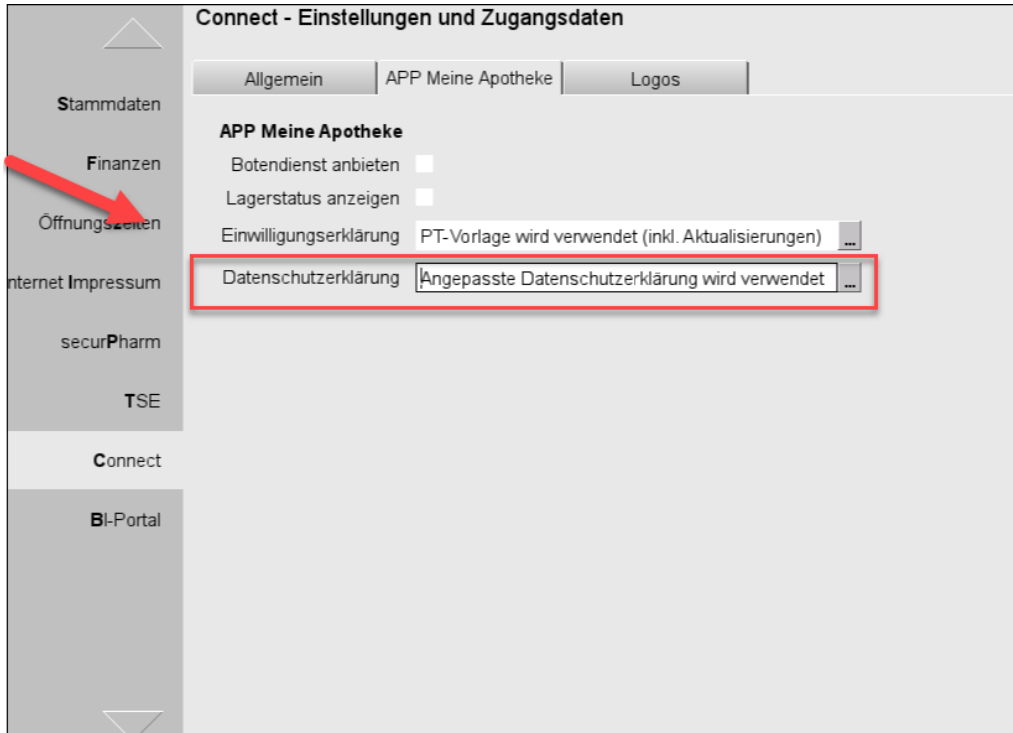 Connect - Einstellungen und Zugangsdaten
Allgemein
APP Meine Apotheke
Logos
Stammdaten
Finanzen
Öffnungszeiten
nternet Impressum
securPharm
TSE
Connect
BI-Portal
APP Meine Apotheke
Botendienst anbieten
Lagerstatus anzeigen
Einwilligungserklärung PT-Vorlage wird verwendet (inkl. Aktualisierungen) ...
Datenschutzerklärung Angepasste Datenschutzerklärung wird verwendet ...